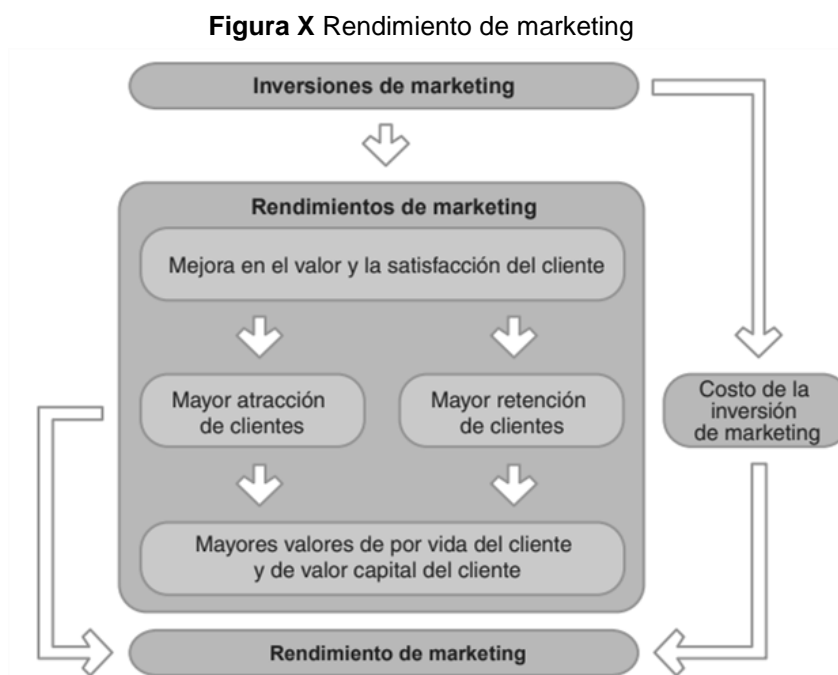 Figura X Rendimiento de marketing
Inversiones de marketing
Rendimientos de marketing
Mejora en el valor y la satisfacción del cliente
Mayor atracción
de clientes
Mayor retención
de clientes
Costo de la
inversión
de marketing
Mayores valores de por vida del cliente
y de valor capital del cliente
Rendimiento de marketing